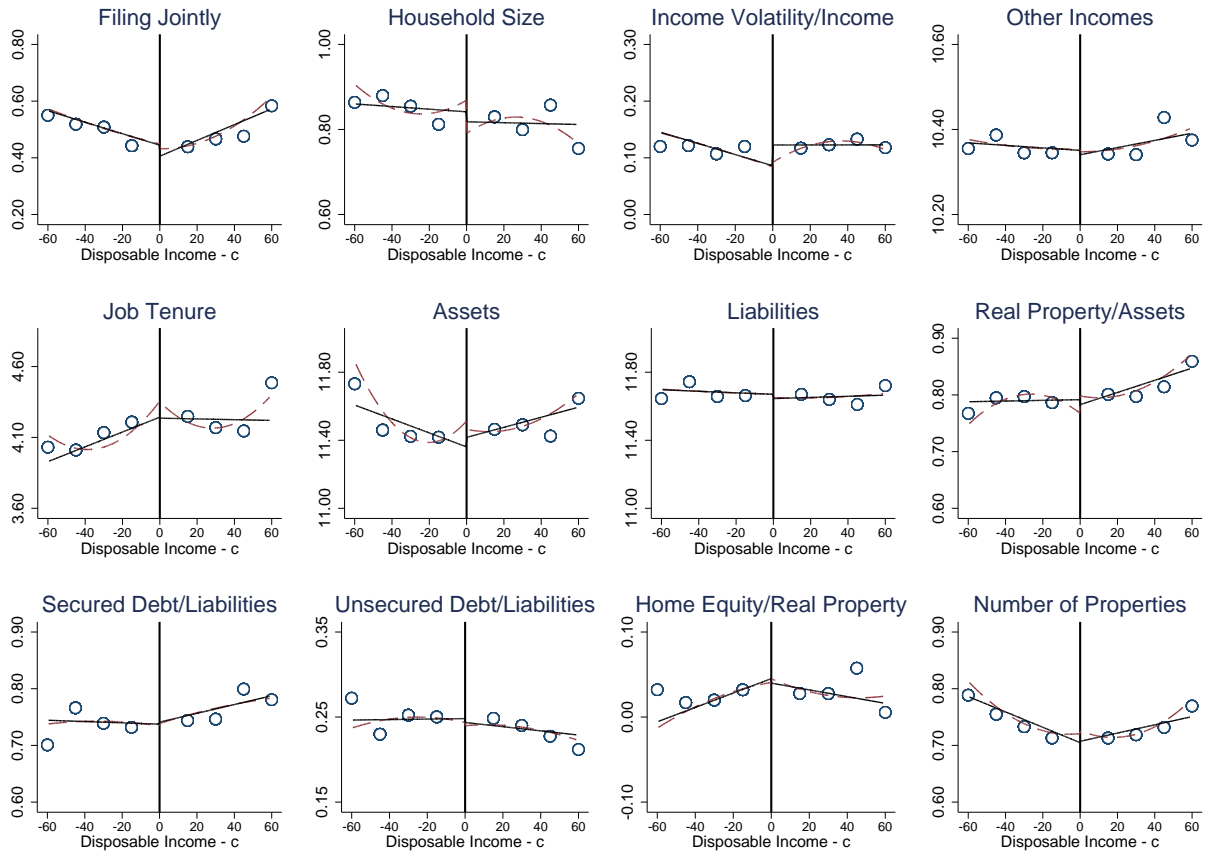 Filing Jointly
0.80
0.60
0.40
0.20
-60 -40 -20 0 20 40 60
Disposable Income - c
Household Size
1.00
0.80
0.60
-60 -40 -20 0 20 40 60
Disposable Income - c
Income Volatility/Income
0.30
0.20
0.10
0.00
-60 -40 -20 0 20 40 60
Disposable Income - c
Other Incomes
10.60
10.40
10.20
-60 -40 -20 0 20 40 60
Disposable Income - c
Job Tenure
4.60
4.10
3.60
-60 -40 -20 0 20 40 60
Disposable Income - c
Assets
11.80
11.40
11.00
-60 -40 -20 0 20 40 60
Disposable Income - c
Liabilities
11.80
11.40
11.00
-60 -40 -20 0 20 40 60
Disposable Income - c
Real Property/Assets
0.90
0.80
0.70
0.60
-60 -40 -20 0 20 40 60
Disposable Income - c
Secured Debt/Liabilities
0.90
0.80
0.70
0.60
-60 -40 -20 0 20 40 60
Disposable Income - c
Unsecured Debt/Liabilities
0.35
0.25
0.15
-60 -40 -20 0 20 40 60
Disposable Income - c
Home Equity/Real Property
0.10
0.00
-0.10
-60 -40 -20 0 20 40 60
Disposable Income - c
Number of Properties
0.90
0.80
0.70
0.60
-60 -40 -20 0 20 40 60
Disposable Income - c